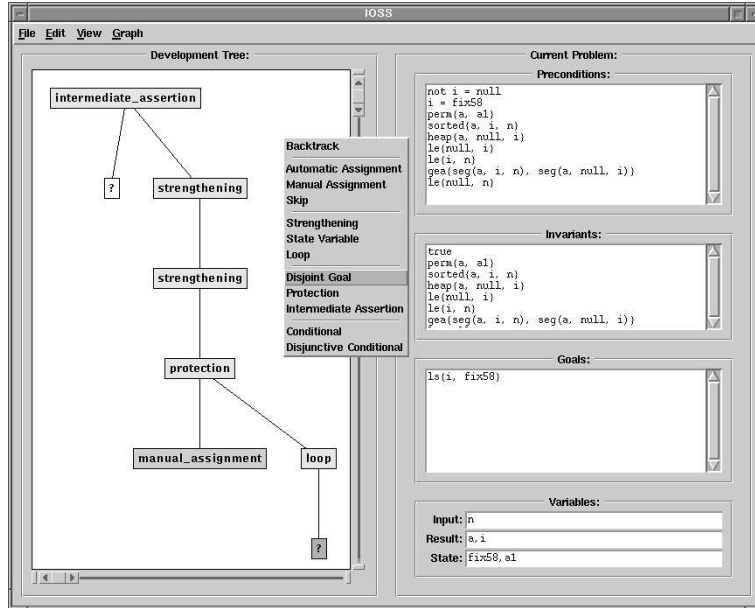 IOSS
File Edit View Graph
Development Tree:
intermediate_assertion
?
strengthening
strengthening
protection
manual_assignment
loop
?
Backtrack
Automatic Assignment
Manual Assignment
Skip
Strengthening
State Variable
Loop
Disjoint Goal
Protection
Intermediate Assertion
Conditional
Disjunctive Conditional
Current Problem:
Preconditions:
not i = null
i = fix58
perm(a, a1)
sorted(a, i, n)
heap(a, null, i)
le(null, i)
le(i, n)
gea(seg(a, i, n), seg(a, null, i))
le(null, n)
Invariants:
true
perm(a, a1)
sorted(a, i, n)
heap(a, null, i)
le(null, i)
le(i, n)
gea(seg(a, i, n), seg(a, null, i))
Goals:
ls(i, fix58)
Variables:
Input: n
Result: a,i
State: fix58,a1